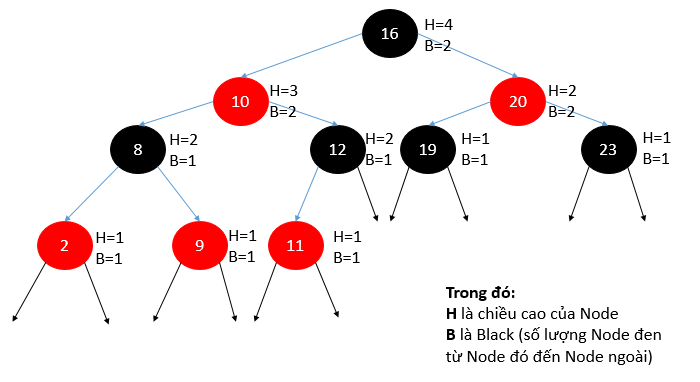 16
H=4
B=2
10
H=3
B=2
20
H=2
B=2
8
H=2
B=1
12
H=2
B=1
19
H=1
B=1
23
H=1
B=1
2
H=1
B=1
9
H=1
B=1
11
H=1
B=1
Trong đó:
H là chiều cao của Node
B là Black (số lượng Node đen
từ Node đó đến Node ngoài)